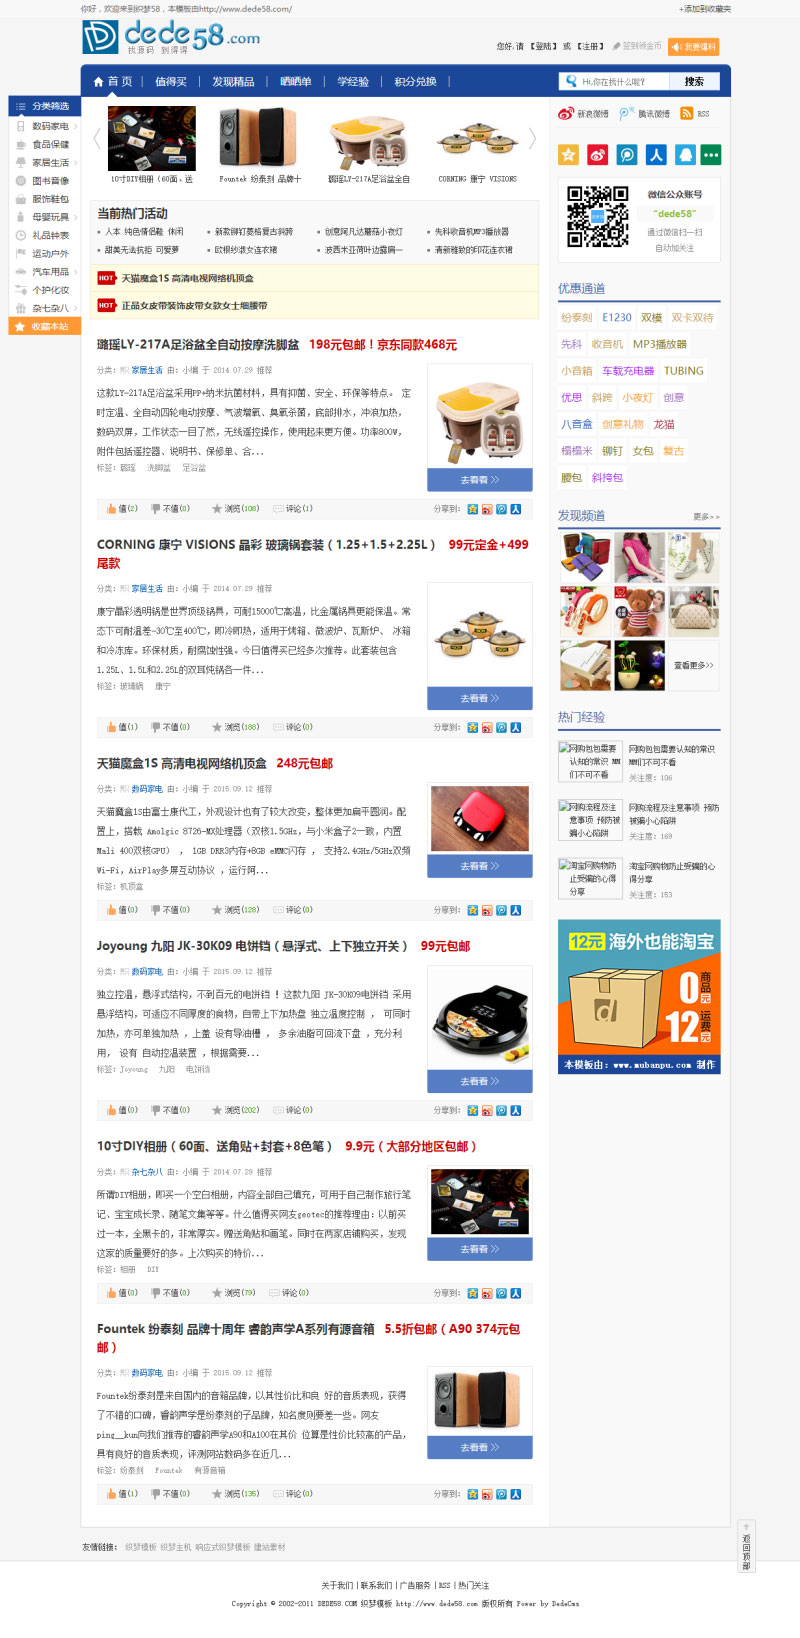 你好，欢迎来到织梦58，本模板由http://www.dede58.com/
+添加到收藏夹
dede58.com
找源码 到得得
您好,请 【登陆】 或 【注册】 签到领金币 我要爆料
首 页 | 值得买 | 发现精品 | 晒晒单 | 学经验 | 积分兑换 |
Hi,你在找什么呢？ 搜索
分类筛选
数码家电
食品保健
家居生活
图书音像
服饰鞋包
母婴玩具
礼品钟表
运动户外
汽车用品
个护化妆
杂七杂八
收藏本站
10寸DIY相册（60面、送
Fountek 纷泰刻 品牌十
璐瑶LY-217A足浴盆全自
CORNING 康宁 VISIONS
当前热门活动
人本 纯色情侣鞋 休闲
新款铆钉菱格复古斜跨
创意阿凡达蘑菇小夜灯
先科收音机MP3播放器
甜美无法抗拒 可爱萝
欧根纱淑女连衣裙
波西米亚荷叶边露肩一
清新雅致的印花连衣裙
HOT 天猫魔盒1S 高清电视网络机顶盒
HOT 正品女皮带装饰皮带女款女士细腰带
璐瑶LY-217A足浴盆全自动按摩洗脚盆 198元包邮！京东同款468元
分类： 家居生活 由：小编 于 2014.07.29 推荐
这款LY-217A足浴盆采用PP+纳米抗菌材料，具有抑菌、安全、环保等特点。 定
时定温、全自动四轮电动按摩、气波增氧、臭氧杀菌，底部排水，冲浪加热，
数码双屏，工作状态一目了然，无线遥控操作，使用起来更方便。功率800W，
附件包括遥控器、说明书、保修单、合...
标签：璐瑶 洗脚盆 足浴盆
去看看
值(2) 不值(0) 浏览(108) 评论(1) 分享到：
CORNING 康宁 VISIONS 晶彩 玻璃锅套装（1.25+1.5+2.25L） 99元定金+499
尾款
分类： 家居生活 由：小编 于 2014.07.29 推荐
康宁晶彩透明锅是世界顶级锅具，可耐15000℃高温，比金属锅具更能保温。常
态下可耐温差-30℃至400℃，即冷即热，适用于烤箱、微波炉、瓦斯炉、 冰箱
和冷冻库。环保材质，耐腐蚀性强。今日值得买已经多次推荐。此套装包含
1.25L、1.5L和2.25L的双耳炖锅各一件...
标签：玻璃锅 康宁
去看看
值(1) 不值(0) 浏览(188) 评论(0) 分享到：
天猫魔盒1S 高清电视网络机顶盒 248元包邮
分类： 数码家电 由：小编 于 2015.09.12 推荐
天猫魔盒1S由富士康代工，外观设计也有了较大改变，整体更加扁平圆润。配
置上，搭载 Amolgic 8726-MX处理器（双核1.5GHz，与小米盒子2一致，内置
Mali 400双核GPU） ， 1GB DRR3内存+8GB eMMC闪存 ， 支持2.4GHz/5GHz双频
Wi-Fi，AirPlay多屏互动协议 ，运行阿...
标签：机顶盒
去看看
值(0) 不值(0) 浏览(128) 评论(0) 分享到：
Joyoung 九阳 JK-30K09 电饼铛（悬浮式、上下独立开关） 99元包邮
分类： 数码家电 由：小编 于 2015.09.12 推荐
独立控温，悬浮式结构，不到百元的电饼铛 ！这款九阳 JK-30K09电饼铛 采用
悬浮结构，可适应不同厚度的食物，自带上下加热盘 独立温度控制 ， 可同时
加热，亦可单独加热 ，上盖 设有导油槽 ， 多余油脂可回流下盘 ，充分利
用， 设有 自动控温装置 ，根据需要...
标签：Joyoung 九阳 电饼铛
去看看
值(0) 不值(0) 浏览(202) 评论(0) 分享到：
10寸DIY相册（60面、送角贴+封套+8色笔） 9.9元（大部分地区包邮）
分类： 杂七杂八 由：小编 于 2014.07.29 推荐
所谓DIY相册，即买一个空白相册，内容全部自己填充，可用于自己制作旅行笔
记、宝宝成长录、随笔文集等等。什么值得买网友geotec的推荐理由：以前买
过一本，全黑卡的，非常厚实。赠送角贴和画笔。同时在两家店铺购买，发现
这家的质量要好的多。上次购买的特价...
标签：相册 DIY
去看看
值(0) 不值(0) 浏览(79) 评论(0) 分享到：
Fountek 纷泰刻 品牌十周年 睿韵声学A系列有源音箱 5.5折包邮（A90 374元包
邮）
分类： 数码家电 由：小编 于 2015.09.12 推荐
Fountek纷泰刻是来自国内的音箱品牌，以其性价比和良 好的音质表现，获得
了不错的口碑，睿韵声学是纷泰刻的子品牌，知名度则要差一些。网友
ping__kun向我们推荐的睿韵声学A90和A100在其价 位算是性价比较高的产品，
具有良好的音质表现，评测网站数码多在近几...
标签：纷泰刻 Fountek 有源音箱
去看看
值(1) 不值(0) 浏览(135) 评论(0) 分享到：
新浪微博 腾讯微博 RSS
微信公众账号
"dede58"
通过微信扫一扫
自动加关注
优惠通道
纷泰刻 E1230 双模 双卡双待
先科 收音机 MP3播放器
小音箱 车载充电器 TUBING
优思 斜跨 小夜灯 创意
八音盒 创意礼物 龙猫
榻榻米 铆钉 女包 复古
腰包 斜挎包
发现频道 更多>>
查看更多>>
热门经验
网购包包需要认知的常识 MM们不可不看
网购包包需要认知的常识
MM们不可不看
关注度：106
网购流程及注意事项 预防被骗小心陷阱
网购流程及注意事项 预防
被骗小心陷阱
关注度：169
淘宝网购物防止受骗的心得分享
淘宝网购物防止受骗的心
得分享
关注度：153
12元 海外也能淘宝
0元 商品
12元 运费
本模板由：www.mubanpu.com 制作
返回顶部
友情链接： 织梦模板 织梦主机 响应式织梦模板 建站素材
关于我们 | 联系我们 | 广告服务 | RSS | 热门关注
Copyright © 2002-2011 DEDE58.COM 织梦模板 http://www.dede58.com 版权所有 Power by DedeCms